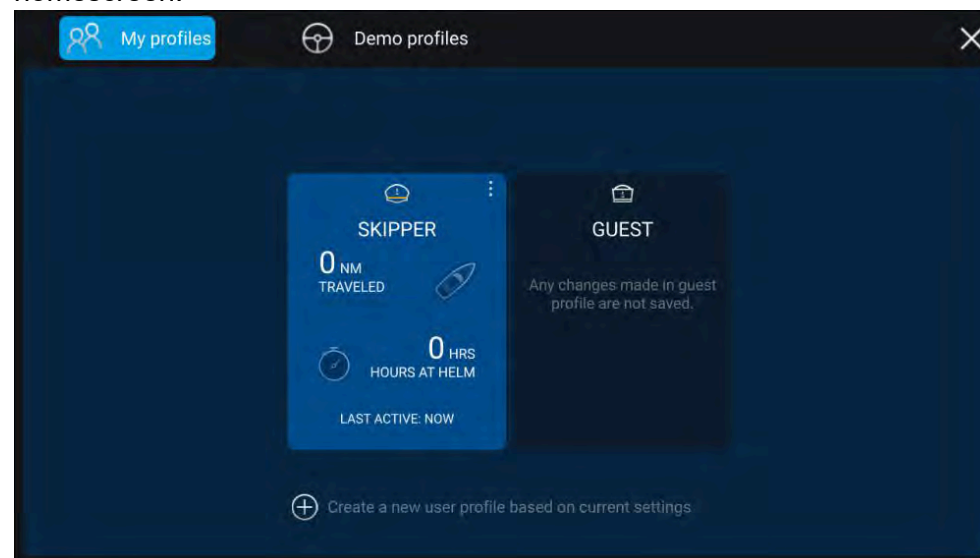 homescreen.
My profiles
Demo profiles
SKIPPER
0 NM
TRAVELED
0 HRS
HOURS AT HELM
LAST ACTIVE: NOW
GUEST
Any changes made in guest
profile are not saved.
Create a new user profile based on current settings